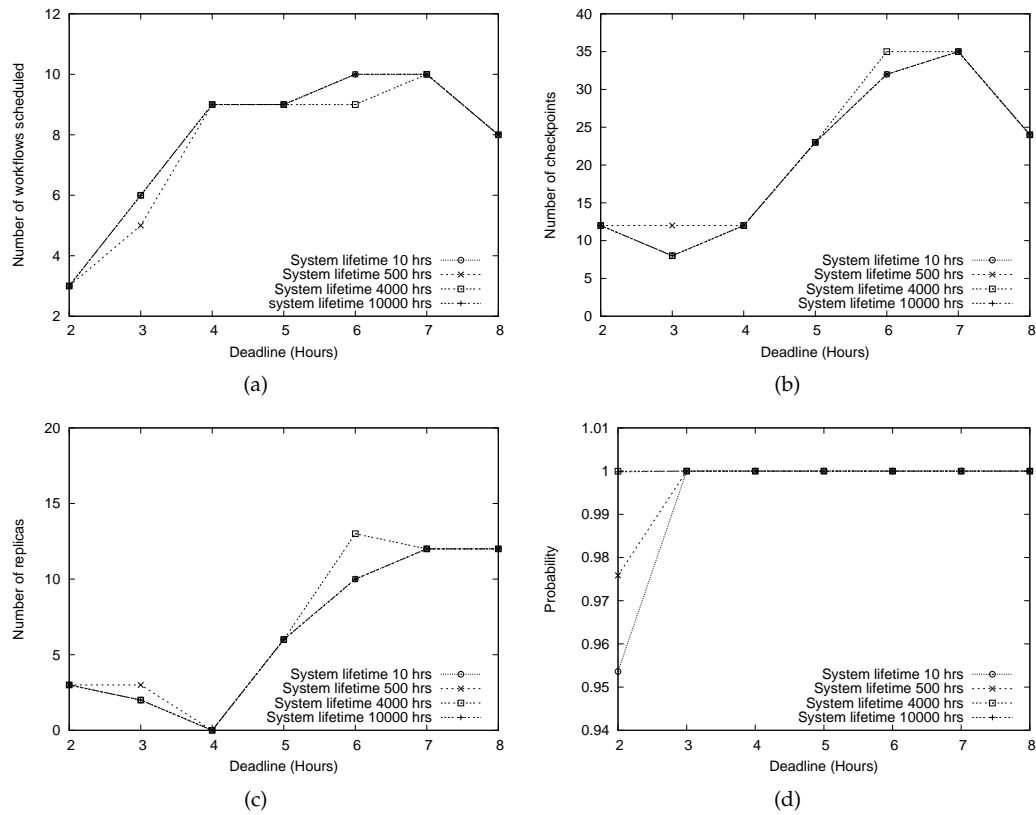 12
10
8
6
4
2
2 3 4 5 6 7 8
Number of workflows scheduled
Deadline (Hours)
System lifetime 10 hrs
System lifetime 500 hrs
System lifetime 4000 hrs
system lifetime 10000 hrs
(a)
40
35
30
25
20
15
10
5
0
2 3 4 5 6 7 8
Number of checkpoints
Deadline (Hours)
System lifetime 10 hrs
System lifetime 500 hrs
System lifetime 4000 hrs
System lifetime 10000 hrs
(b)
20
15
10
5
0
2 3 4 5 6 7 8
Number of replicas
Deadline (Hours)
System lifetime 10 hrs
System lifetime 500 hrs
System lifetime 4000 hrs
System lifetime 10000 hrs
(c)
1.01
1
0.99
0.98
0.97
0.96
0.95
0.94
2 3 4 5 6 7 8
Probability
Deadline (Hours)
System lifetime 10 hrs
System lifetime 500 hrs
System lifetime 4000 hrs
System lifetime 10000 hrs
(d)